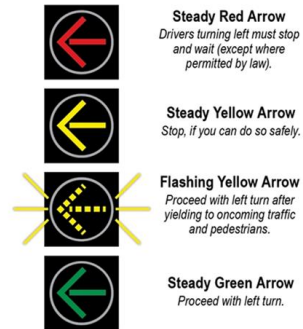 Steady Red Arrow
Drivers turning left must stop
and wait (except where
permitted by law).
Steady Yellow Arrow
Stop, if you can do so safely.
Flashing Yellow Arrow
Proceed with left turn after
yielding to oncoming traffic
and pedestrians.
Steady Green Arrow
Proceed with left turn.